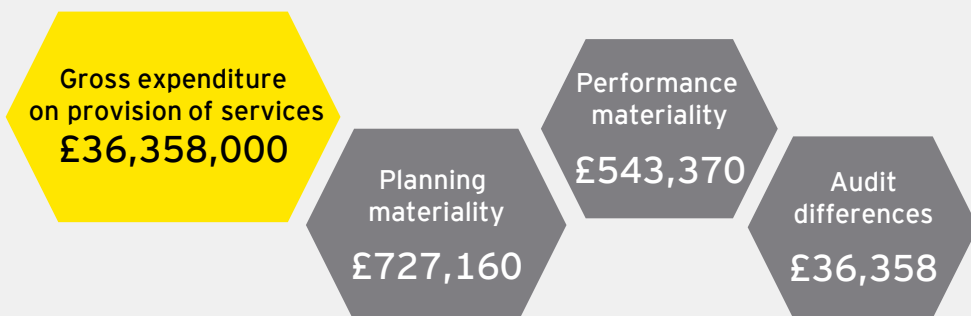 Gross expenditure
on provision of services
£36,358,000
Planning
materiality
£727,160
Performance
materiality
£543,370
Audit
differences
£36,358